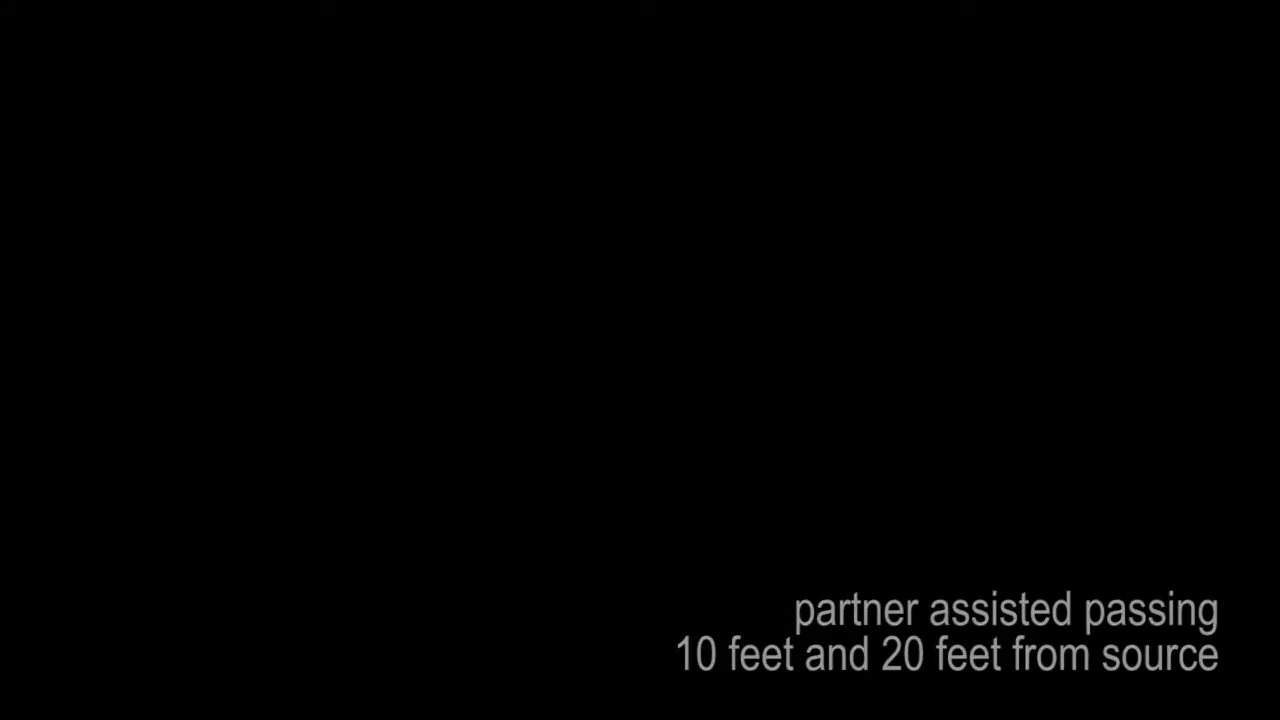 partner assisted passing
10 feet and 20 feet from source